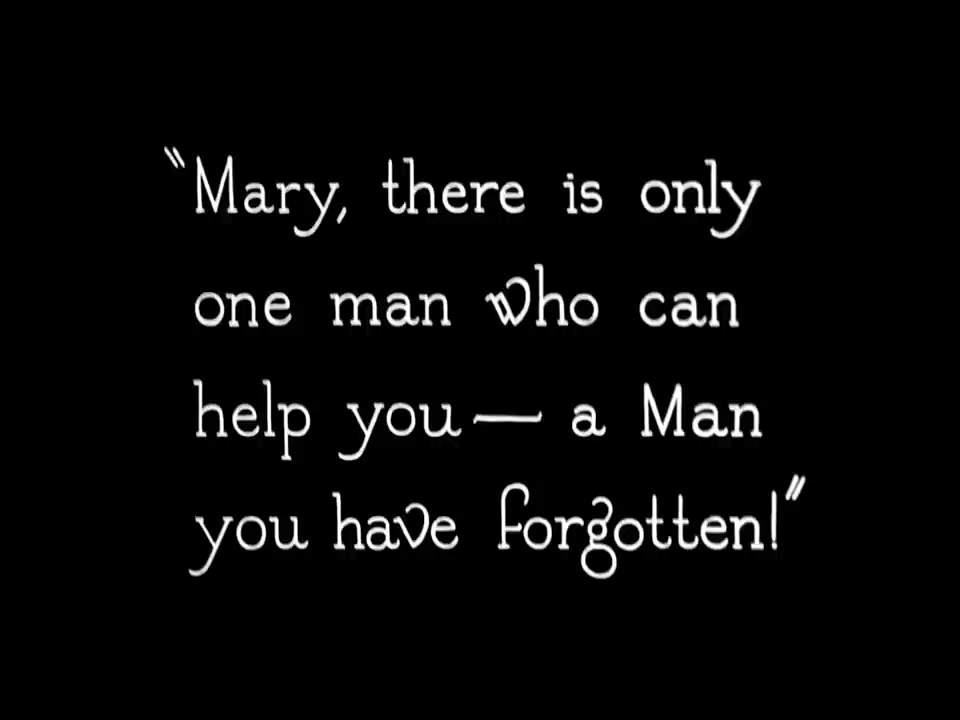 "Mary, there is only
one man who can
help you — a Man
you have forgotten!"